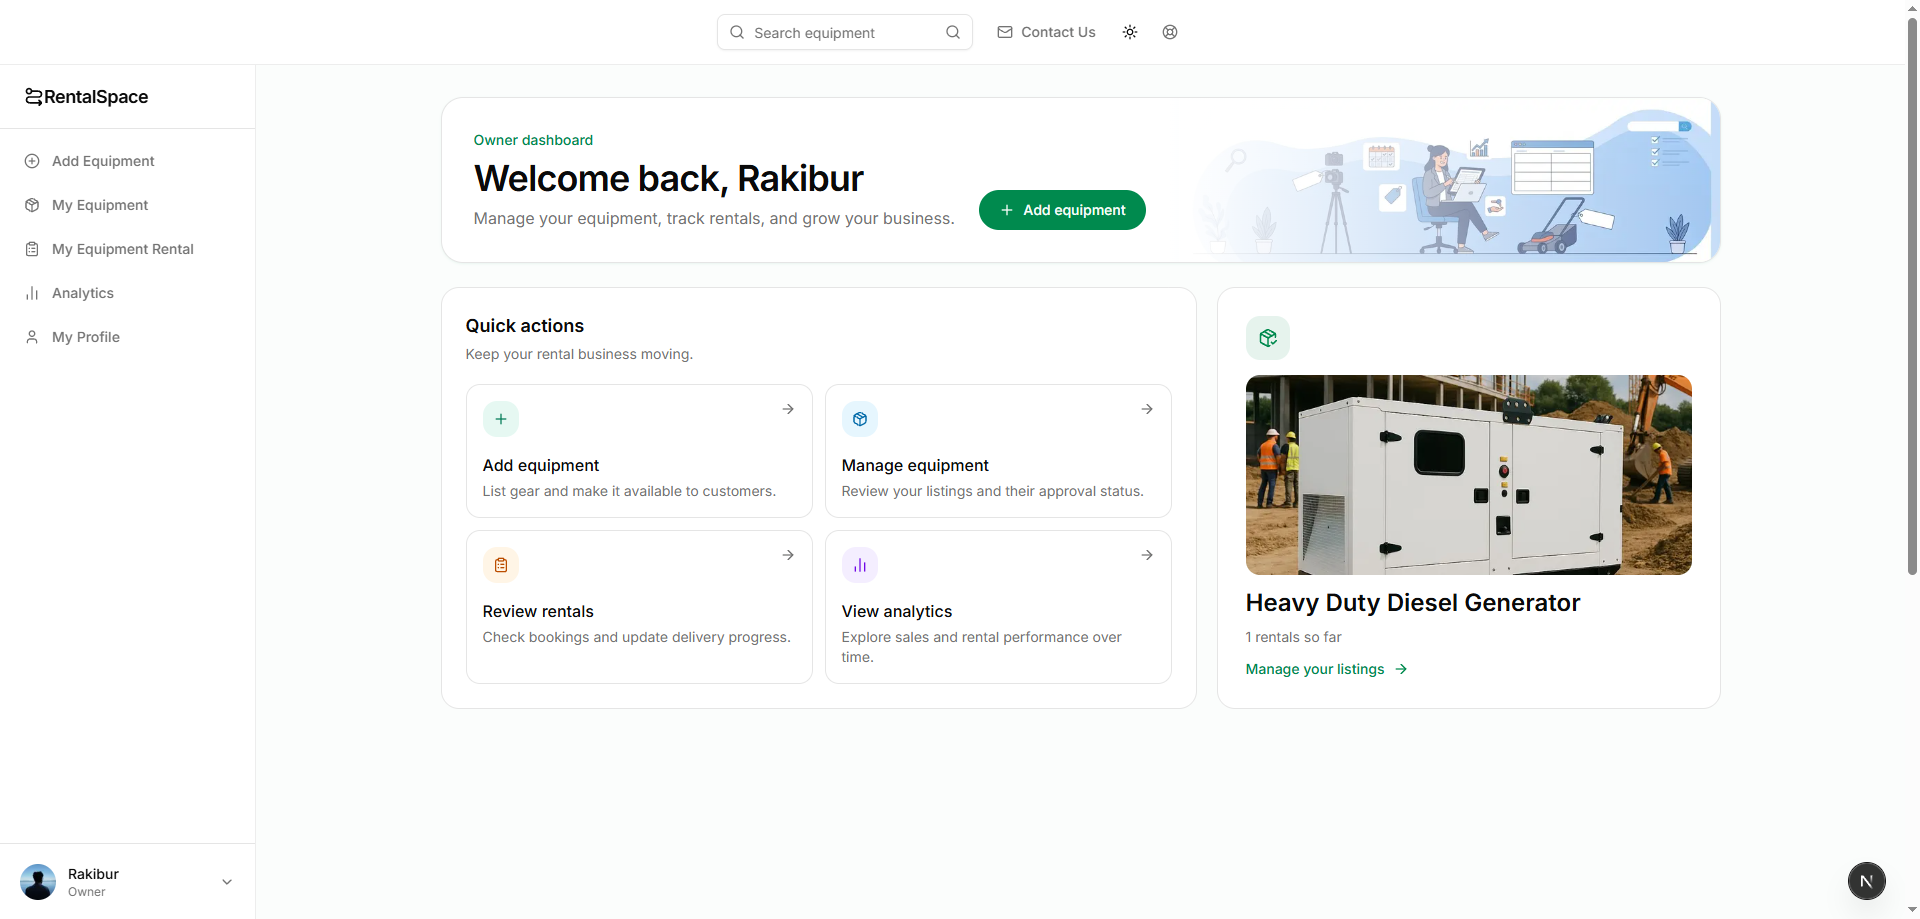 Search equipment
Contact Us
RentalSpace
Add Equipment
My Equipment
My Equipment Rental
Analytics
My Profile
Rakibur
Owner
Owner dashboard
Welcome back, Rakibur
Manage your equipment, track rentals, and grow your business.
Add equipment
Quick actions
Keep your rental business moving.
Add equipment
List gear and make it available to customers.
Manage equipment
Review your listings and their approval status.
Review rentals
Check bookings and update delivery progress.
View analytics
Explore sales and rental performance over
time.
Heavy Duty Diesel Generator
1 rentals so far
Manage your listings
N